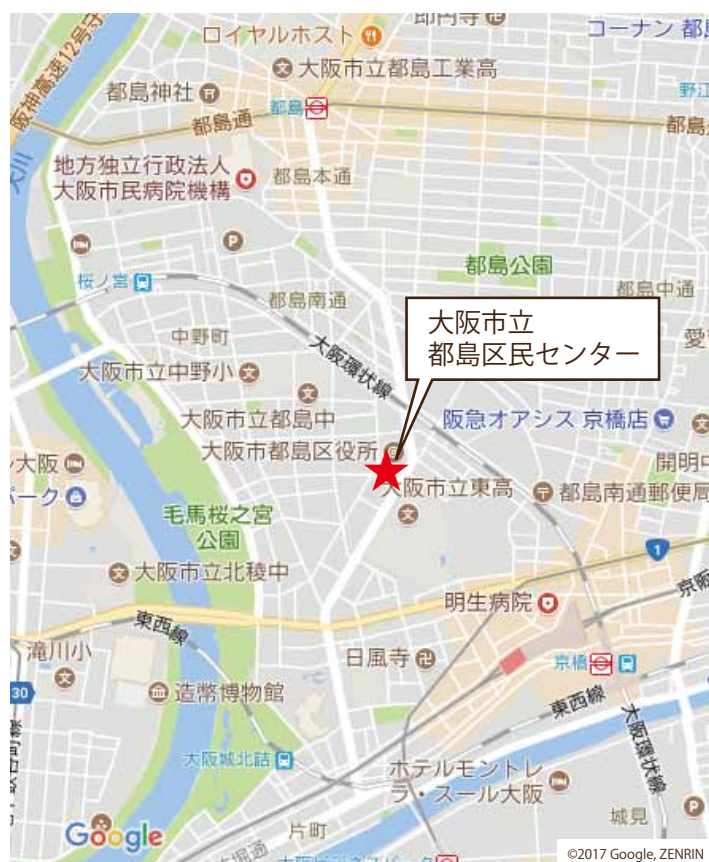 ロイヤルホスト
コーナン 都
大阪市立都島工業高
阪神高速12号守
都島神社
都島
野江
都島通
都島
地方独立行政法人
大阪市民病院機構
都島本通
都島公園
桜ノ宮
都島中通
都島南通
大阪市立
都島区民センター
中野町
大阪環状線
愛
大阪市立中野小
大阪市立都島中
阪急オアシス 京橋店
大阪市都島区役所
大阪
開明中
大阪市立東高
都島南通郵便局
ーク
毛馬桜之宮
公園
1
大阪市立北稜中
京阪
明生病院
東西線
滝川小
日風寺
京橋
30
造幣博物館
東西線
大阪環状線
大阪城北詰
ホテルモントレ
ラ・スール大阪
城見
Google
片町
©2017 Google, ZENRIN